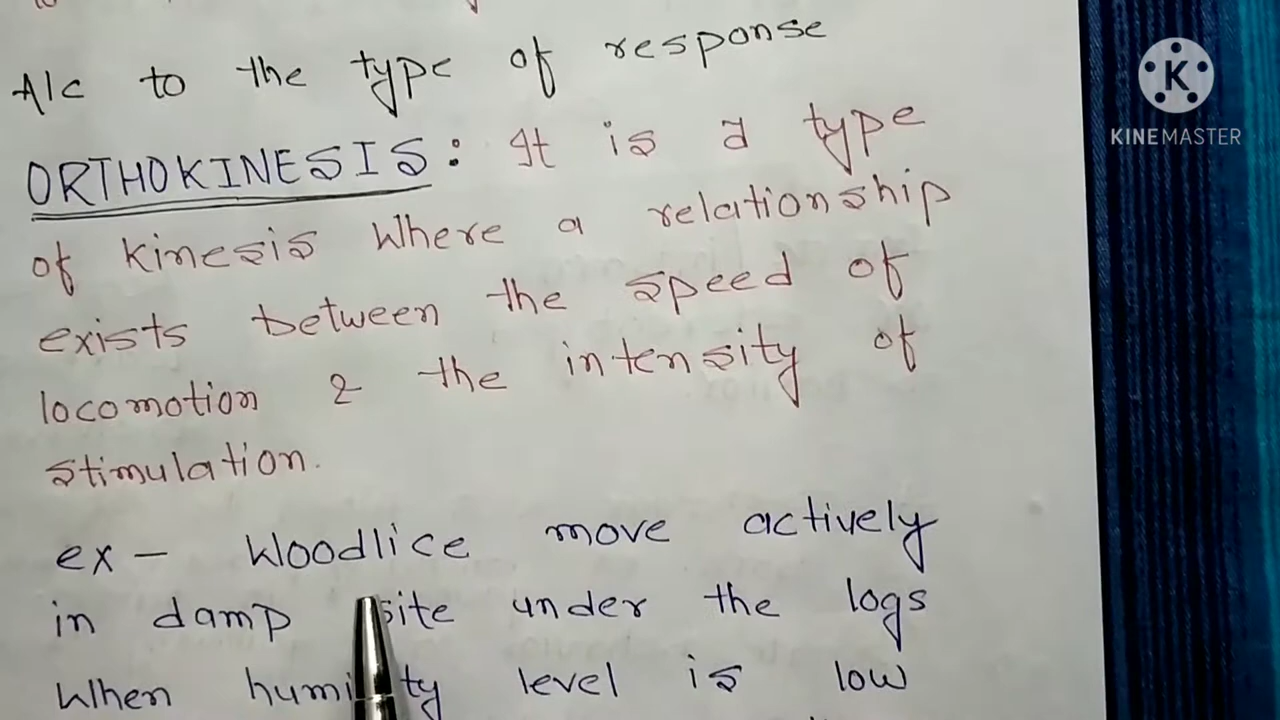 A/c to the type of response
ORTHOKINESIS: It is a type
of kinesis where a relationship
exists between the speed of
locomotion & the intensity of
stimulation.
ex - Woodlice move actively
in damp site under the logs
When humidity level is low
K
KINEMASTER